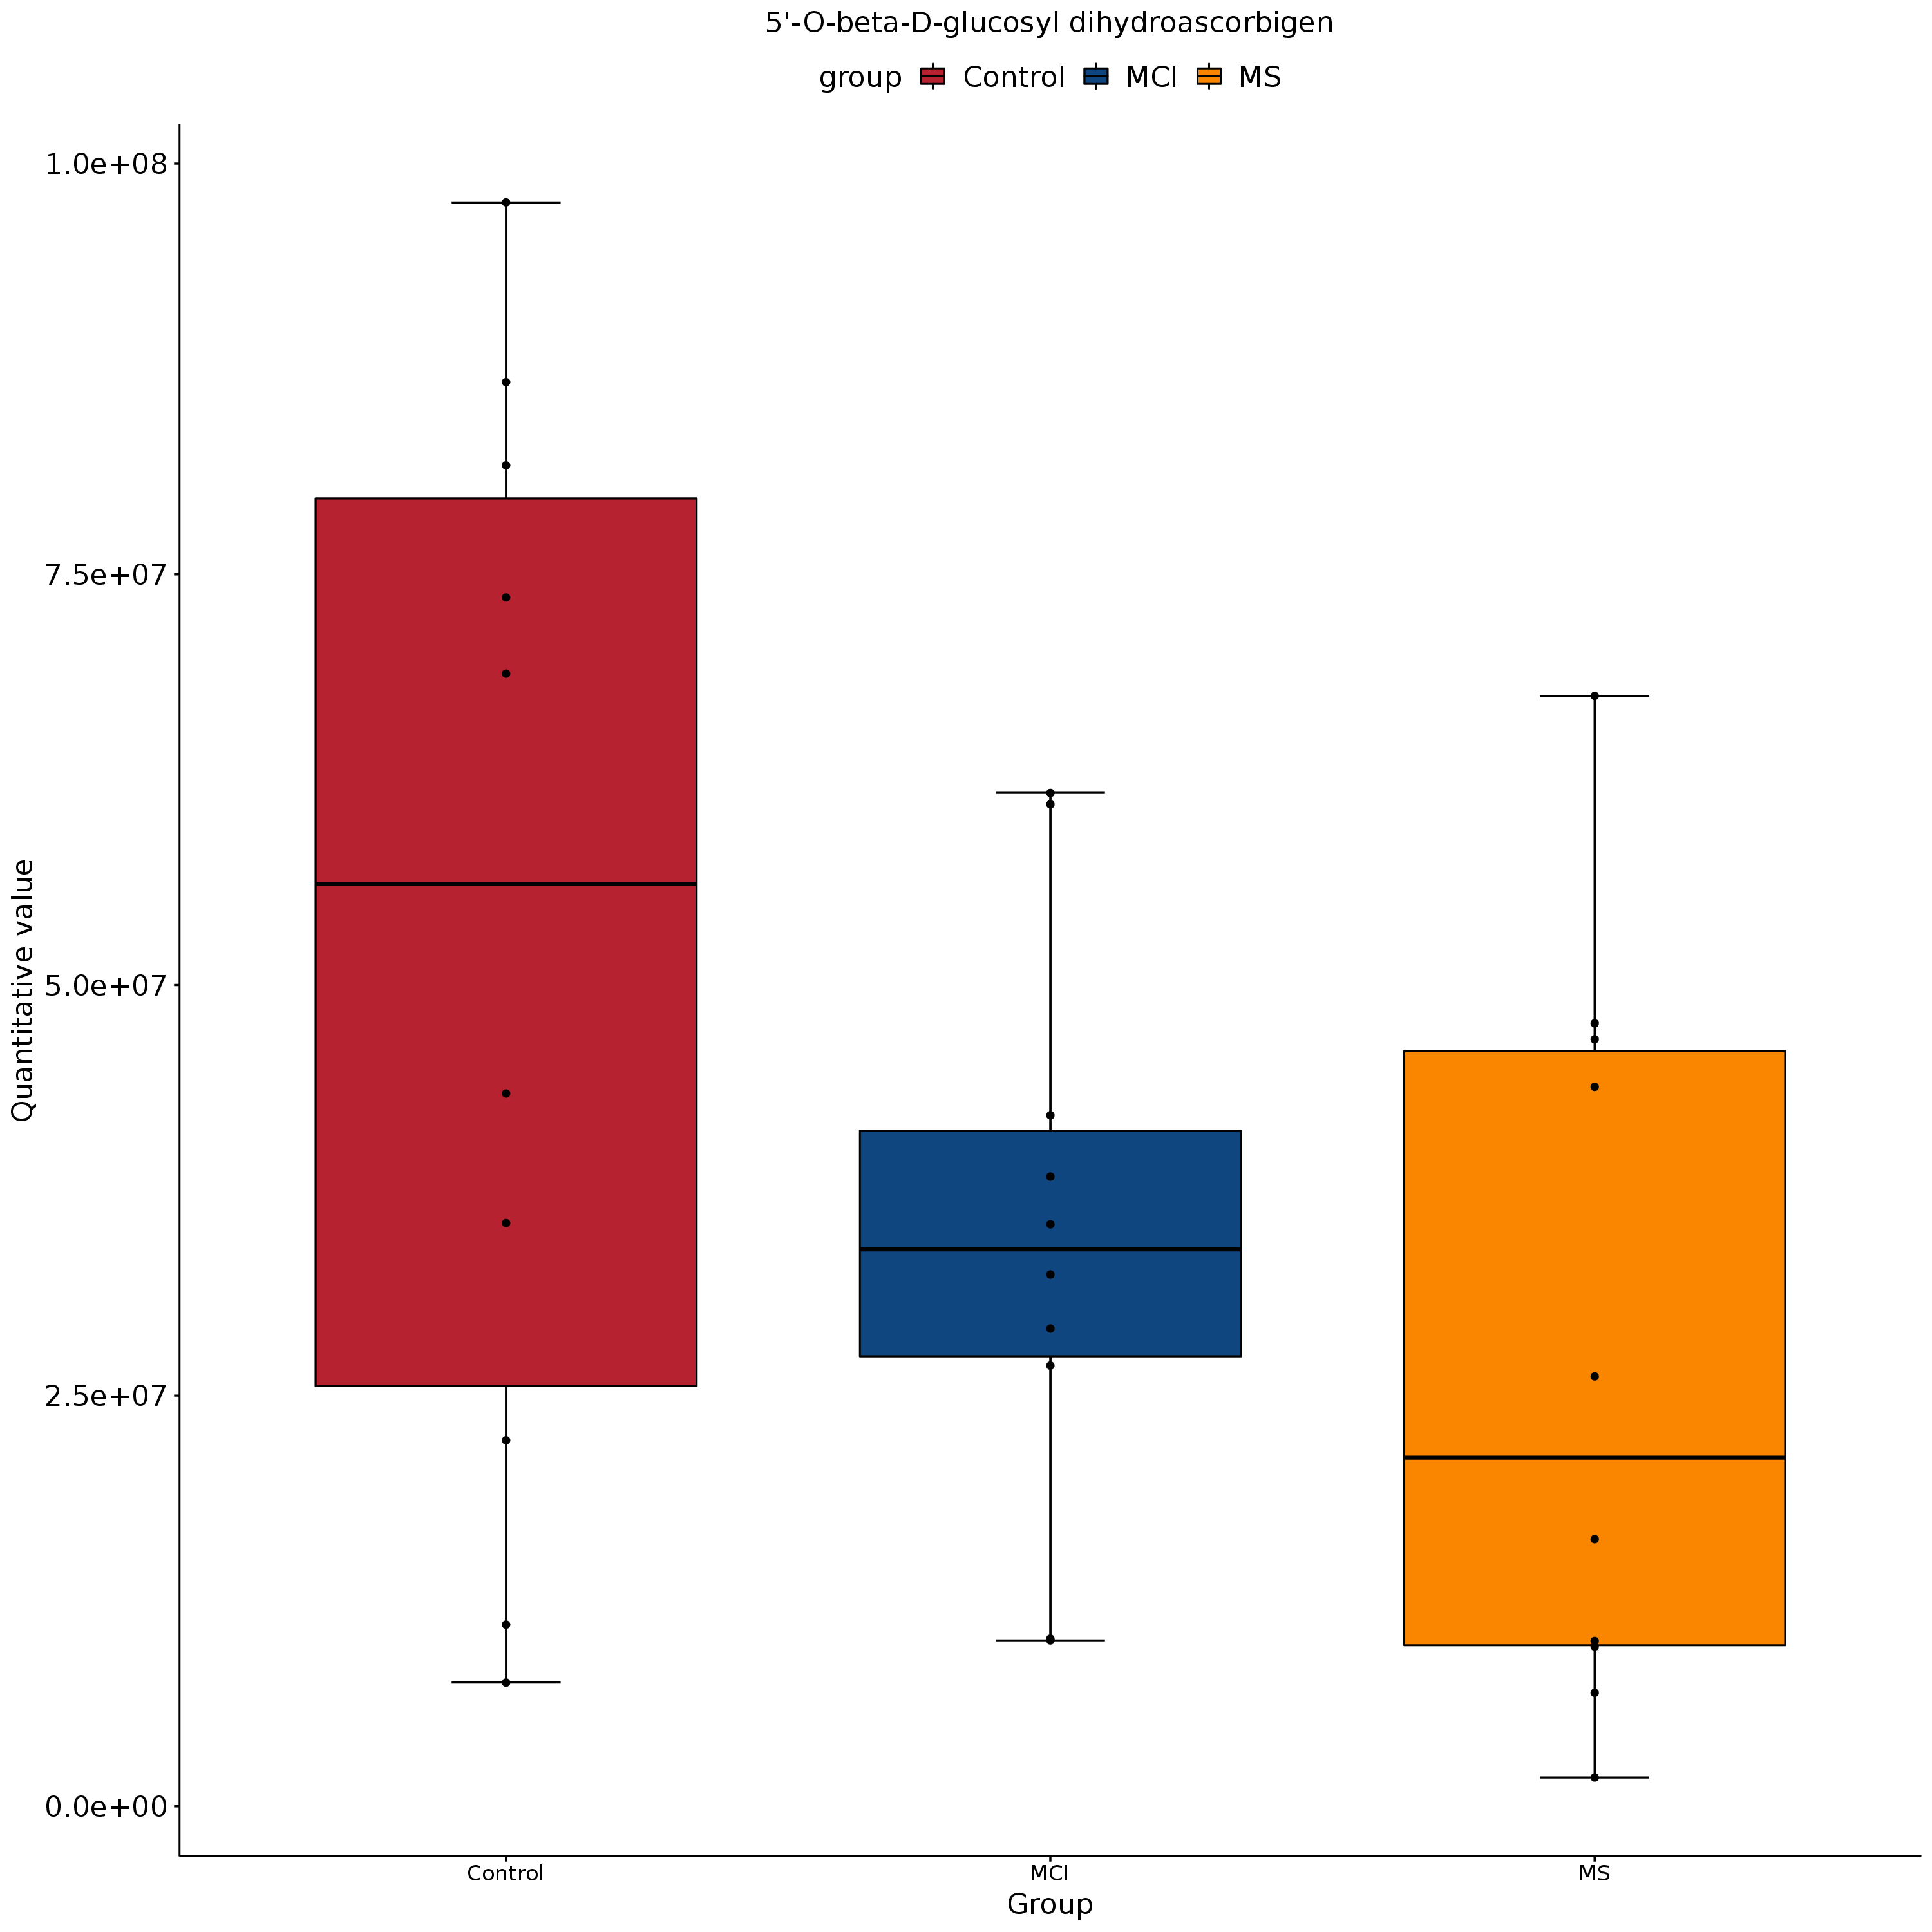 5'-O-beta-D-glucosyl dihydroascorbigen
group Control MCI MS
1.0e+08
7.5e+07
5.0e+07
2.5e+07
0.0e+00
Quantitative value
Control MCI MS
Group